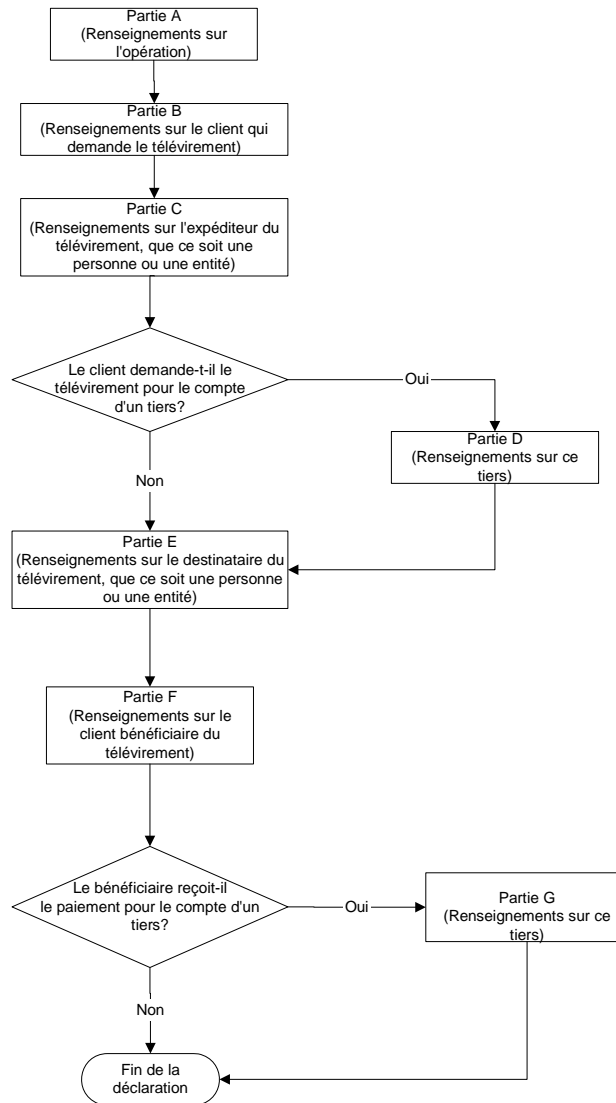 Partie A
(Renseignements sur
l'opération)
Partie B
(Renseignements sur le client qui
demande le télévirement)
Partie C
(Renseignements sur l'expéditeur du
télévirement, que ce soit une
personne ou une entité)
Le client demande-t-il le
télévirement pour le compte
d'un tiers?
Oui
Partie D
(Renseignements sur ce
tiers)
Non
Partie E
(Renseignements sur le destinataire du
télévirement, que ce soit une personne
ou une entité)
Partie F
(Renseignements sur le
client bénéficiaire du
télévirement)
Le bénéficiaire reçoit-il
le paiement pour le compte d'un
tiers?
Oui
Partie G
(Renseignements sur ce
tiers)
Non
Fin de la
déclaration